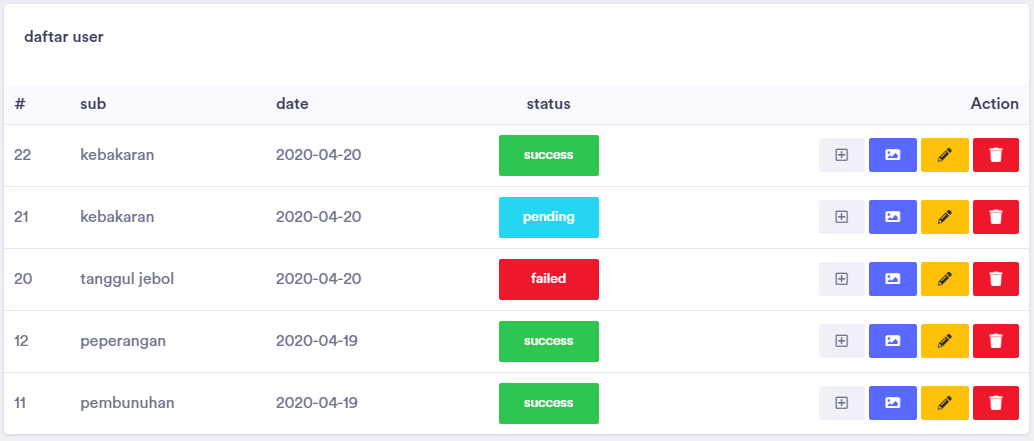 daftar user
# sub date status Action
22 kebakaran 2020-04-20 success
21 kebakaran 2020-04-20 pending
20 tanggul jebol 2020-04-20 failed
12 peperangan 2020-04-19 success
11 pembunuhan 2020-04-19 success